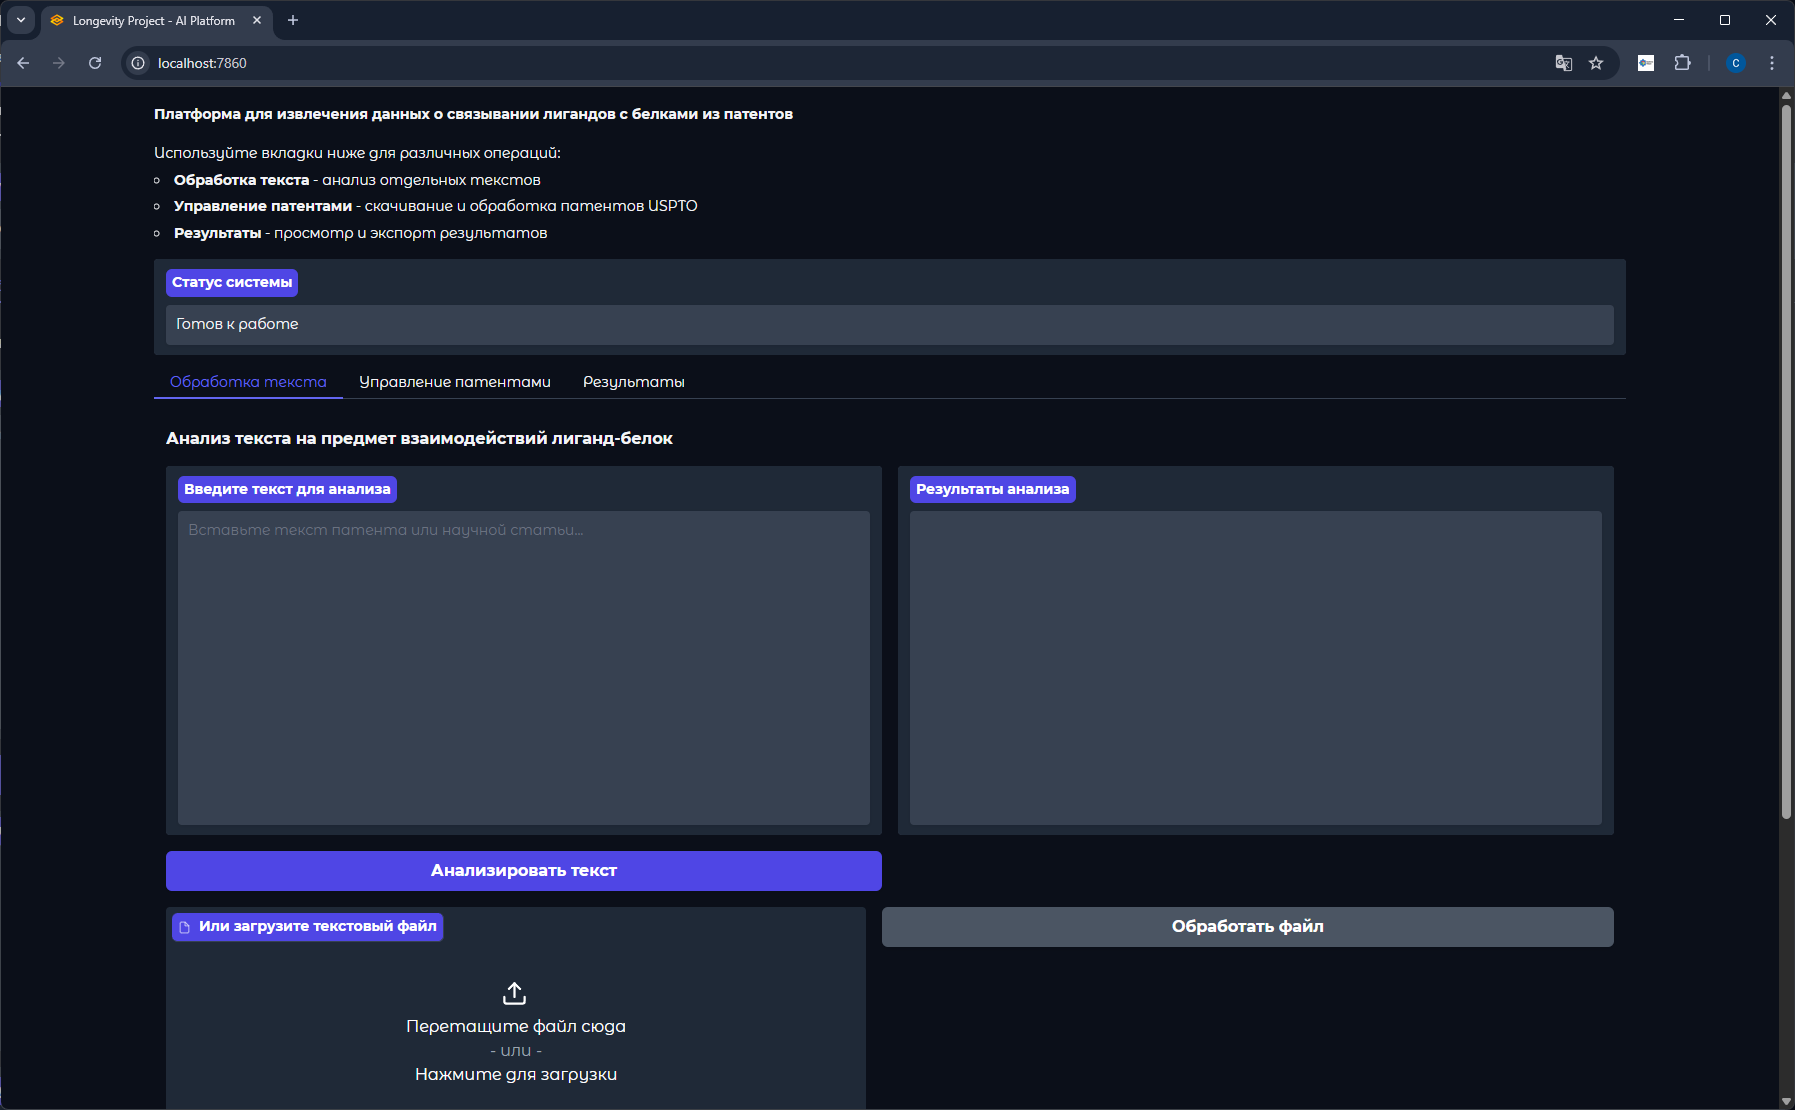 Longevity Project - AI Platform
localhost:7860
C
Платформа для извлечения данных о связывании лигандов с белками из патентов
Используйте вкладки ниже для различных операций:
Обработка текста - анализ отдельных текстов
Управление патентами - скачивание и обработка патентов USPTO
Результаты - просмотр и экспорт результатов
Статус системы
Готов к работе
Обработка текста Управление патентами Результаты
Анализ текста на предмет взаимодействий лиганд-белок
Введите текст для анализа
Вставьте текст патента или научной статьи...
Результаты анализа
Анализировать текст
Или загрузите текстовый файл
Обработать файл
Перетащите файл сюда
- или -
Нажмите для загрузки